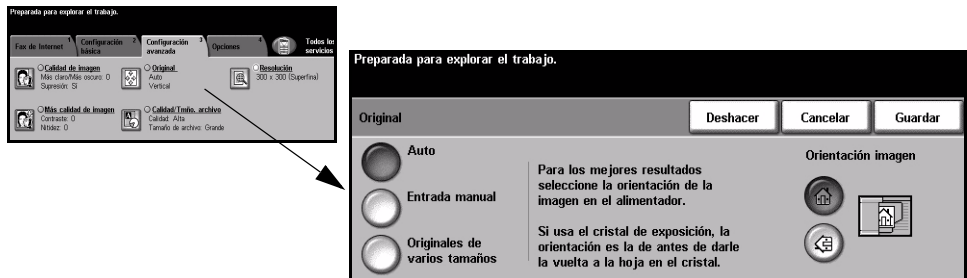 Preparada para explorar el trabajo.
Fax de Internet 1
Configuración básica 2
Configuración avanzada 3
Opciones 4
Todos los servicios
Calidad de imagen
Más claro/Más oscuro: 0
Supresión: Sí
Original
Auto
Vertical
Resolución
300 x 300 (Superfina)
Más calidad de imagen
Contraste: 0
Nitidez: 0
Calidad/Tmño. archivo
Calidad: Alta
Tamaño de archivo: Grande
Preparada para explorar el trabajo.
Original
Deshacer
Cancelar
Guardar
Auto
Entrada manual
Originales de
varios tamaños
Para los mejores resultados
seleccione la orientación de la
imagen en el alimentador.
Si usa el cristal de exposición, la
orientación es la de antes de darle
la vuelta a la hoja en el cristal.
Orientación imagen